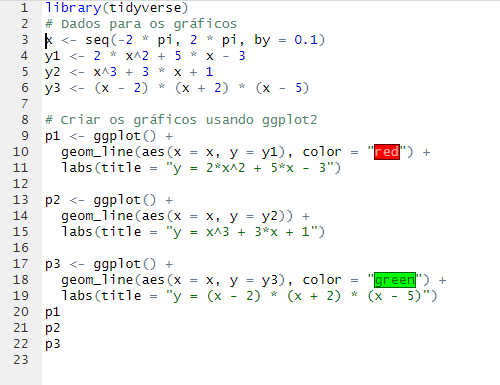 1 library(tidyverse)
2 # Dados para os gráficos
3 x <- seq(-2 * pi, 2 * pi, by = 0.1)
4 y1 <- 2 * x^2 + 5 * x - 3
5 y2 <- x^3 + 3 * x + 1
6 y3 <- (x - 2) * (x + 2) * (x - 5)
7
8 # Criar os gráficos usando ggplot2
9 p1 <- ggplot() +
10   geom_line(aes(x = x, y = y1), color = "red") +
11   labs(title = "y = 2*x^2 + 5*x - 3")
12
13 p2 <- ggplot() +
14   geom_line(aes(x = x, y = y2)) +
15   labs(title = "y = x^3 + 3*x + 1")
16
17 p3 <- ggplot() +
18   geom_line(aes(x = x, y = y3), color = "green") +
19   labs(title = "y = (x - 2) * (x + 2) * (x - 5)")
20 p1
21 p2
22 p3
23